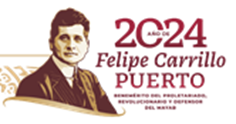 2024
AÑO DE
Felipe Carrillo
PUERTO
BENEMÉRITO DEL PROLETARIADO,
REVOLUCIONARIO Y DEFENSOR
DEL MAYAB